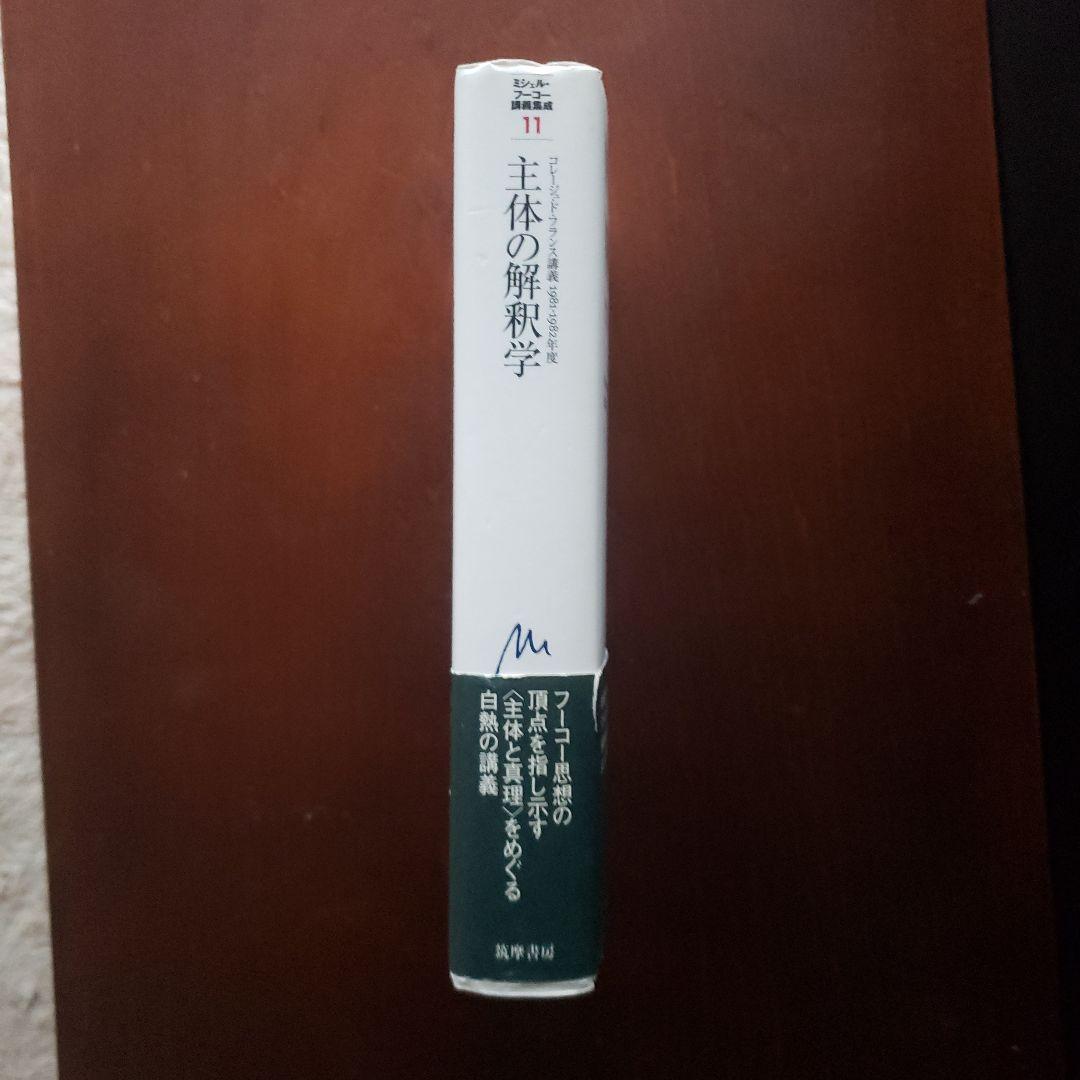 ミシェル・
フーコー
講義集成
11
コレージュ・ド・フランス講義 1981-1982年度
主体の解釈学
フーコー思想の
頂点を指し示す
〈主体と真理〉をめぐる
白熱の講義
筑摩書房